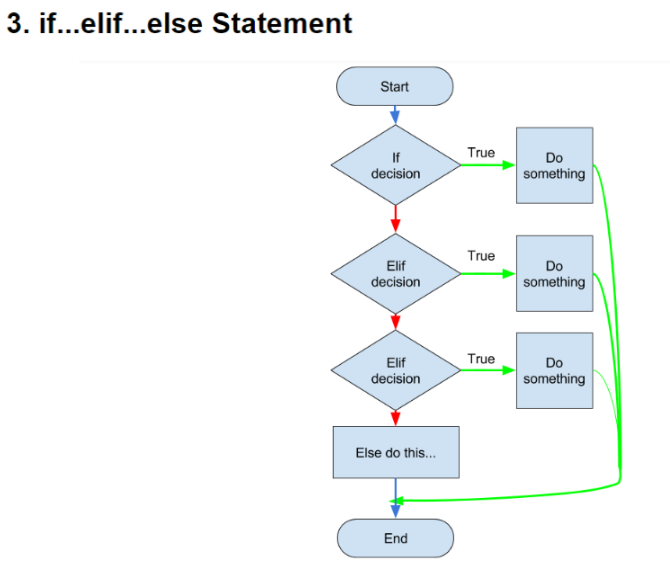 3. if...elif...else Statement
Start
If
decision
True
Do
something
Elif
decision
True
Do
something
Elif
decision
True
Do
something
Else do this...
End